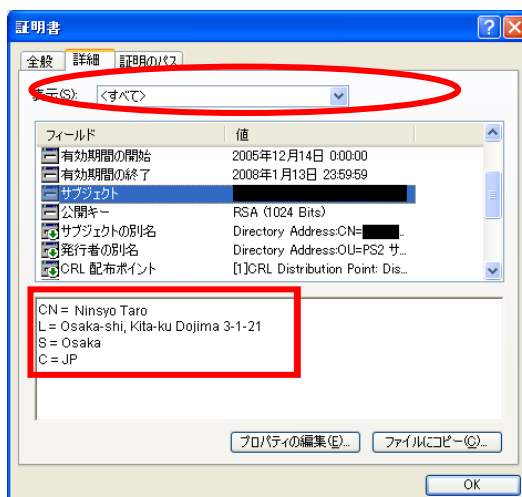 証明書
全般 詳細 証明のパス
表示(S): <すべて>
フィールド 値
有効期間の開始 2005年12月14日 0:00:00
有効期間の終了 2008年1月13日 23:59:59
サブジェクト
公開キー RSA (1024 Bits)
サブジェクトの別名 Directory Address:CN= ...
発行者の別名 Directory Address:OU=PS2 サ...
CRL 配布ポイント [1]CRL Distribution Point: Dis...
CN = Ninsyo Taro
L = Osaka-shi, Kita-ku Dojima 3-1-21
S = Osaka
C = JP
プロパティの編集(E)... ファイルにコピー(C)...
OK